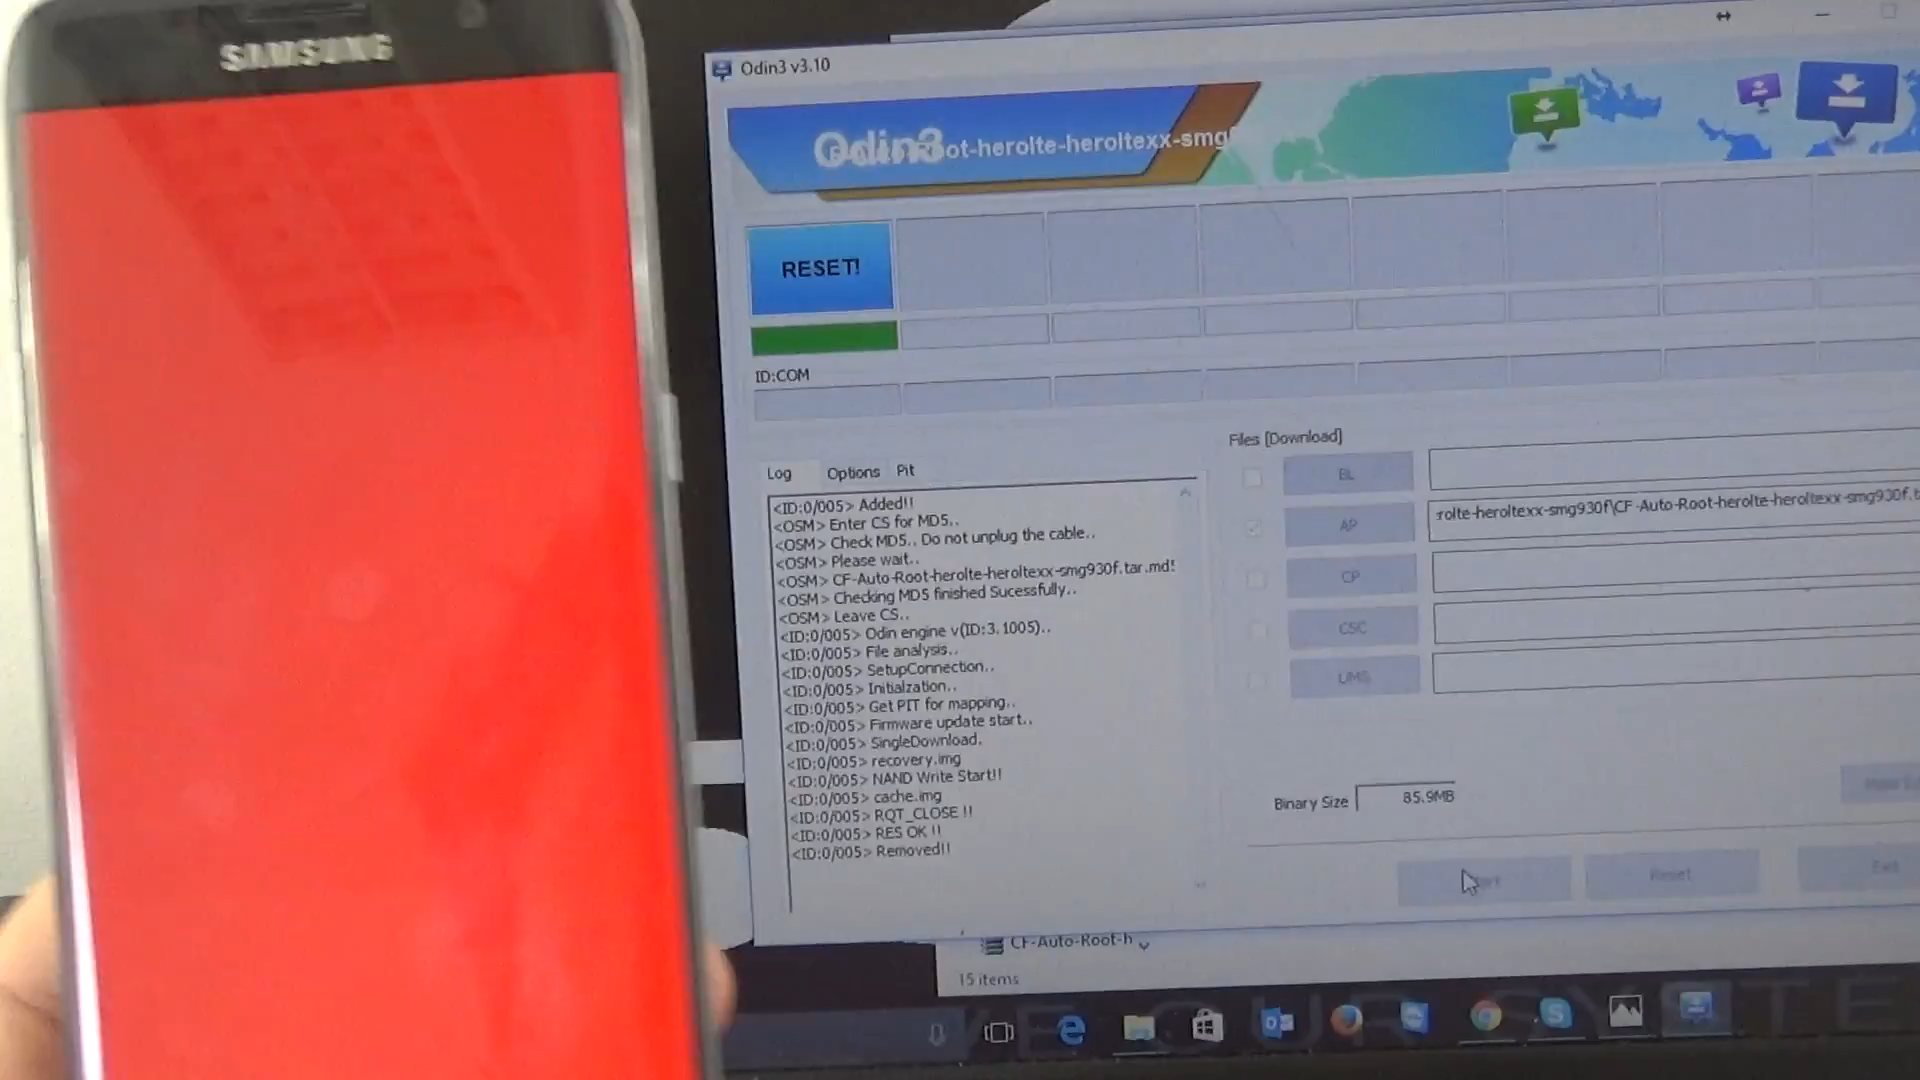 SAMSUNG
Odin3 v3.10
Odin3
ot-herolte-heroltexx-smg
RESET!
ID:COM
Log
Options
Pit
<ID:0/005> Added!!
<OSM> Enter CS for MD5..
<OSM> Check MD5.. Do not unplug the cable..
<OSM> Please wait..
<OSM> CF-Auto-Root-herolte-heroltexx-smg930f.tar.md
<OSM> Checking MD5 finished Sucessfully..
<OSM> Leave CS..
<ID:0/005> Odin engine v(ID:3.1005)..
<ID:0/005> File analysis..
<ID:0/005> SetupConnection..
<ID:0/005> Initialzation..
<ID:0/005> Get PIT for mapping..
<ID:0/005> Firmware update start..
<ID:0/005> SingleDownload.
<ID:0/005> recovery.img
<ID:0/005> NAND Write Start!!
<ID:0/005> cache.img
<ID:0/005> RQT_CLOSE !!
<ID:0/005> RES OK !!
<ID:0/005> Removed!!
Files [Download]
BL
AP
rolte-heroltexx-smg930f\CF-Auto-Root-herolte-heroltexx-smg930f.t
CP
CSC
UMS
Binary Size
85.9MB
Reset
Exit
CF-Auto-Root-h
15 items